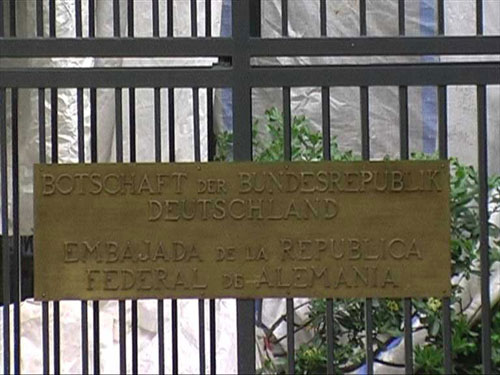 BOTSCHAFT DER BUNDESREPUBLIK
DEUTSCHLAND
EMBAJADA DE LA REPUBLICA
FEDERAL DE ALEMANIA